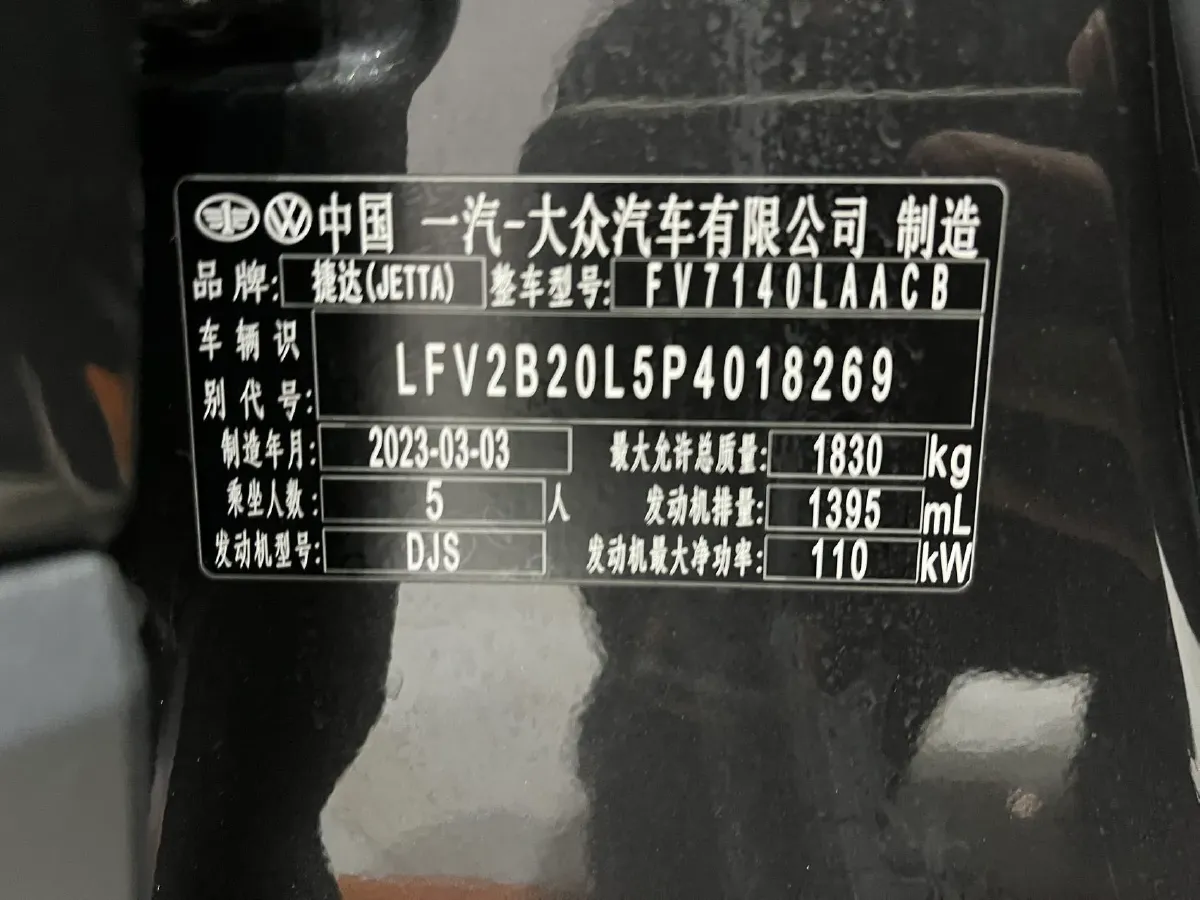 中国 一汽-大众汽车有限公司 制造
品牌: 捷达(JETTA) 整车型号: FV7140LAACB
车辆识别代号: LFV2B20L5P4018269
制造年月: 2023-03-03 最大允许总质量: 1830 kg
乘坐人数: 5 人 发动机排量: 1395 mL
发动机型号: DJS 发动机最大净功率: 110 kW